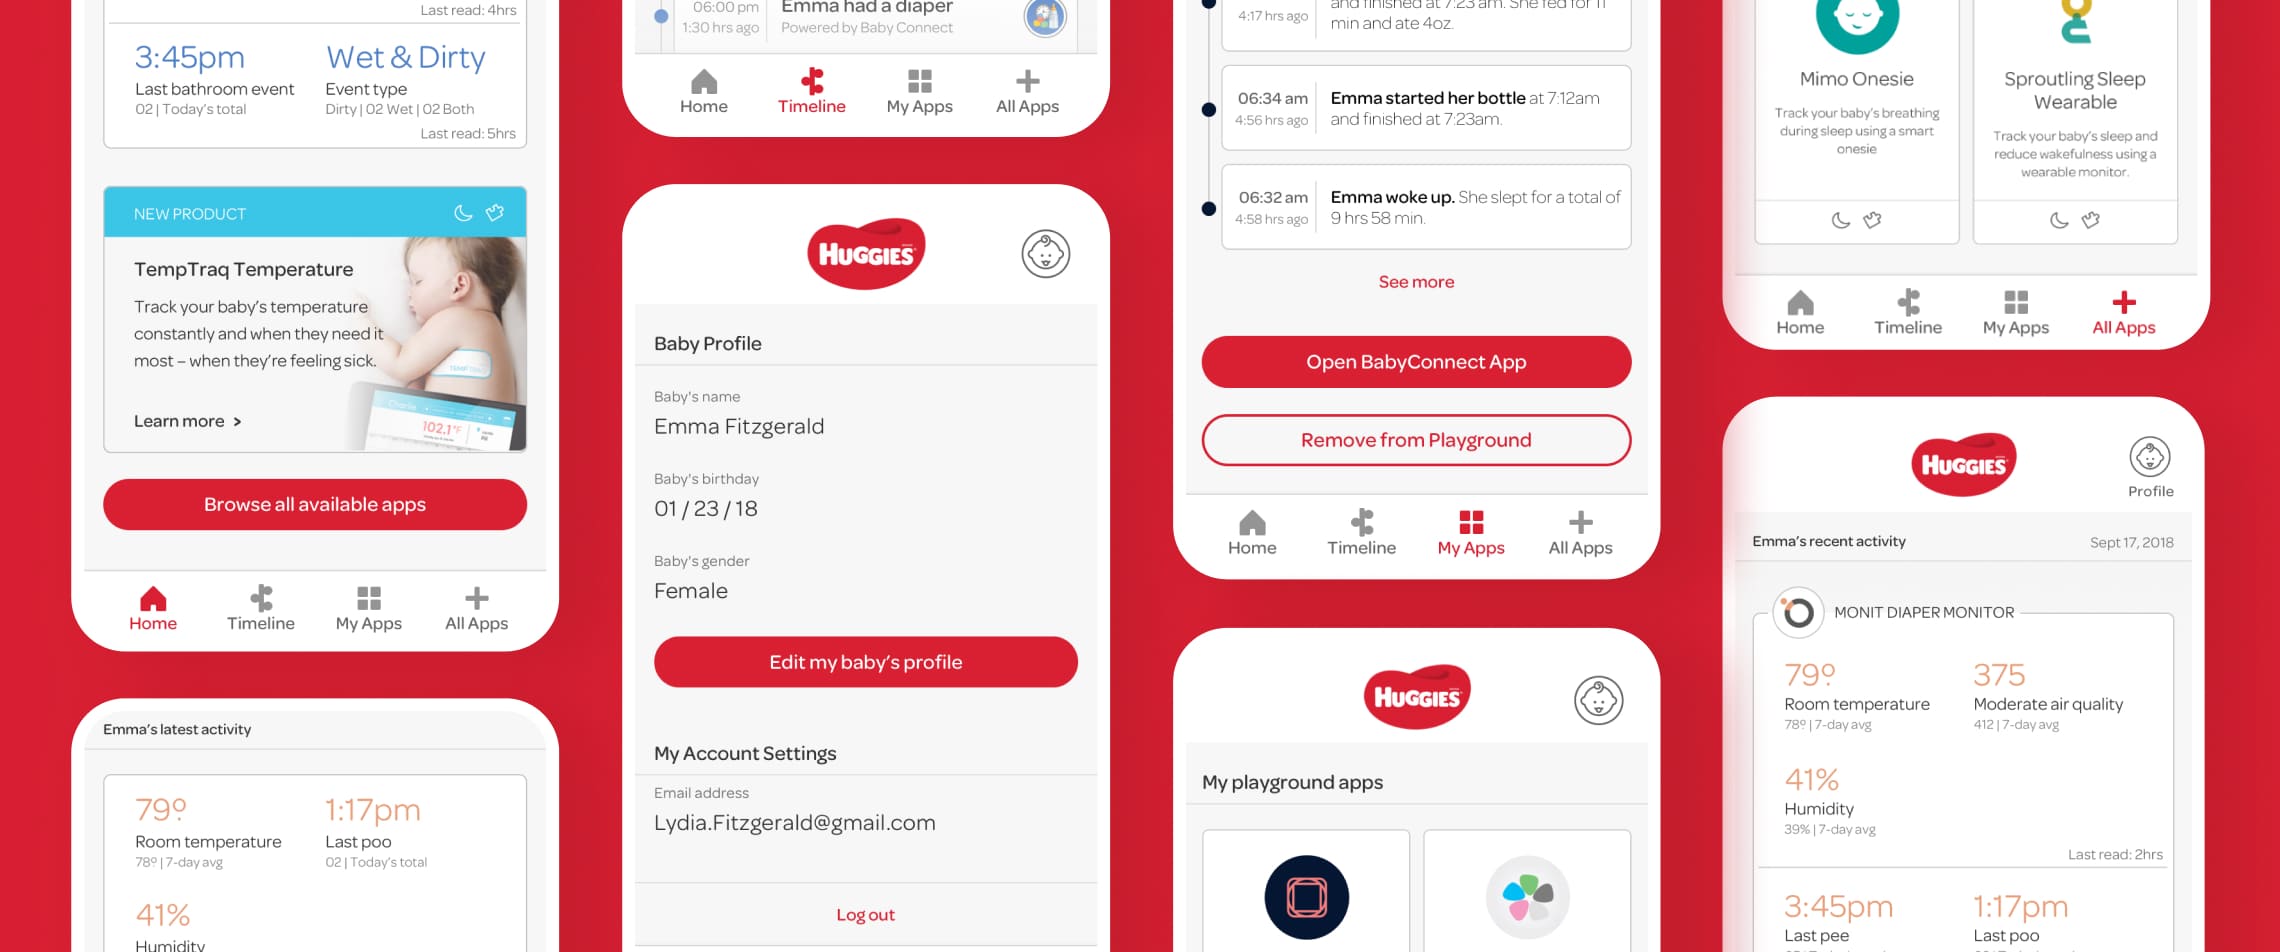 Last read: 4hrs
3:45pm
Wet & Dirty
Last bathroom event
Event type
02 | Today's total
Dirty | 02 Wet | 02 Both
Last read: 5hrs
NEW PRODUCT
TempTraq Temperature
Track your baby's temperature
constantly and when they need it
most – when they're feeling sick.
Learn more >
102.1°F
Browse all available apps
Home
Timeline
My Apps
All Apps
Emma's latest activity
79º
1:17pm
Room temperature
Last poo
78º | 7-day avg
02 | Today's total
41%
Humidity
06:00 pm
Emma had a diaper
1:30 hrs ago
Powered by Baby Connect
Home
Timeline
My Apps
All Apps
HUGGIES
Baby Profile
Baby's name
Emma Fitzgerald
Baby's birthday
01 / 23 / 18
Baby's gender
Female
Edit my baby's profile
My Account Settings
Email address
Lydia.Fitzgerald@gmail.com
Log out
and finished at 7:23 am. She fed for 11
4:17 hrs ago
min and ate 4oz.
06:34 am
Emma started her bottle at 7:12am
4:56 hrs ago
and finished at 7:23am.
06:32 am
Emma woke up. She slept for a total of
4:58 hrs ago
9 hrs 58 min.
See more
Open BabyConnect App
Remove from Playground
Home
Timeline
My Apps
All Apps
HUGGIES
My playground apps
Mimo Onesie
Track your baby's breathing
during sleep using a smart
onesie
Sproutling Sleep
Wearable
Track your baby's sleep and
reduce wakefulness using a
wearable monitor.
Home
Timeline
My Apps
All Apps
HUGGIES
Profile
Emma's recent activity
Sept 17, 2018
MONIT DIAPER MONITOR
79º
375
Room temperature
Moderate air quality
78º | 7-day avg
412 | 7-day avg
41%
Humidity
39% | 7-day avg
Last read: 2hrs
3:45pm
1:17pm
Last pee
Last poo